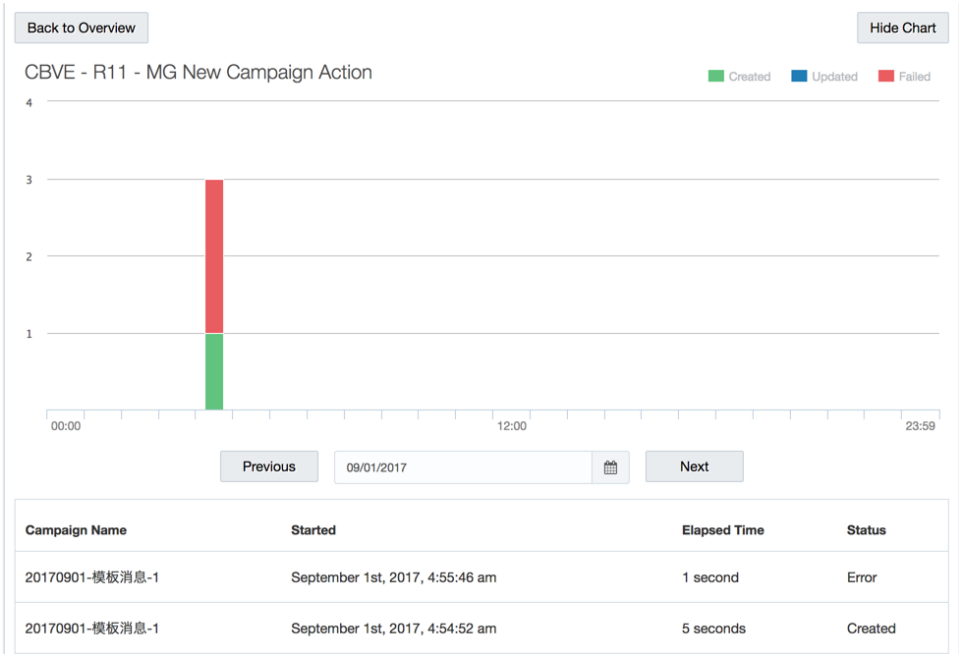 Back to Overview
Hide Chart
CBVE - R11 - MG New Campaign Action
Created Updated Failed
4
3
2
1
00:00 12:00 23:59
Previous 09/01/2017 Next
Campaign Name Started Elapsed Time Status
20170901-模板消息-1 September 1st, 2017, 4:55:46 am 1 second Error
20170901-模板消息-1 September 1st, 2017, 4:54:52 am 5 seconds Created